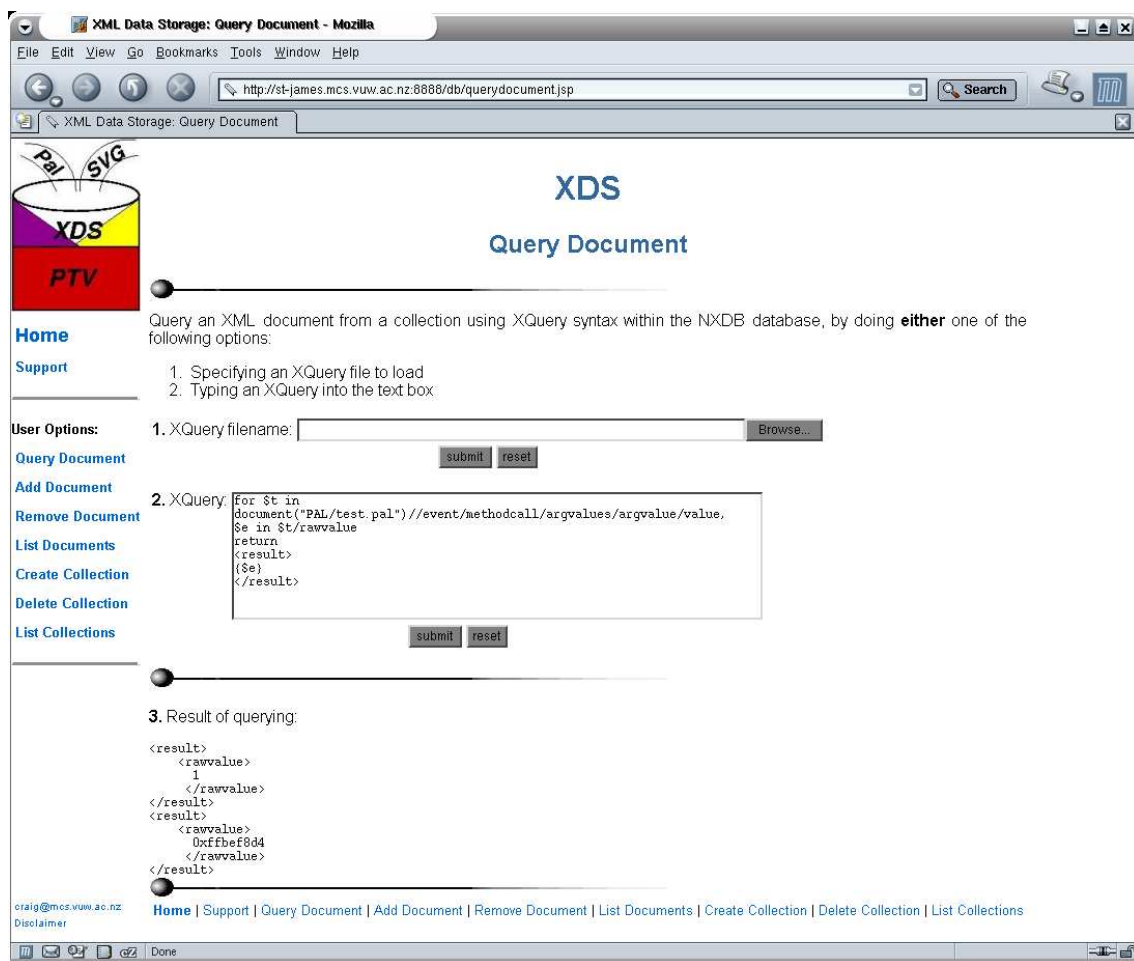 XML Data Storage: Query Document - Mozilla
File Edit View Go Bookmarks Tools Window Help
http://st-james.mcs.vuw.ac.nz:8888/db/querydocument.jsp
Search
XML Data Storage: Query Document
Pal
SVG
XDS
PTV
XDS
Query Document
Home
Support
User Options:
Query Document
Add Document
Remove Document
List Documents
Create Collection
Delete Collection
List Collections
Query an XML document from a collection using XQuery syntax within the NXDB database, by doing either one of the
following options:
1. Specifying an XQuery file to load
2. Typing an XQuery into the text box
1. XQuery filename:
Browse...
submit reset
2. XQuery:
for $t in
document("PAL/test.pal")//event/methodcall/argvalues/argvalue/value,
$e in $t/rawvalue
return
<result>
{$e}
</result>
submit reset
3. Result of querying:
<result>
<rawvalue>
1
</rawvalue>
</result>
<result>
<rawvalue>
0xffbef8d4
</rawvalue>
</result>
craig@mcs.vuw.ac.nz
Disclaimer
Home | Support | Query Document | Add Document | Remove Document | List Documents | Create Collection | Delete Collection | List Collections
Done